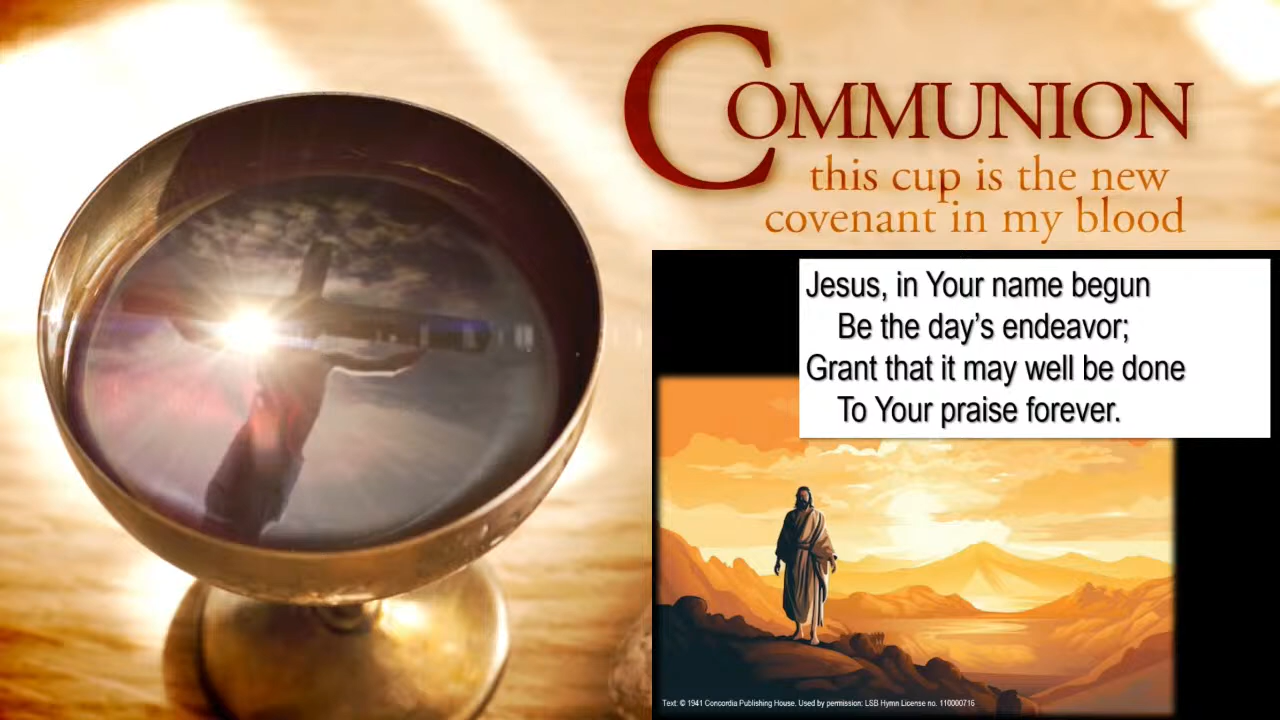 COMMUNION
this cup is the new
covenant in my blood
Jesus, in Your name begun
Be the day's endeavor;
Grant that it may well be done
To Your praise forever.
Text: © 1941 Concordia Publishing House. Used by permission: LSB Hymn License no. 110000716